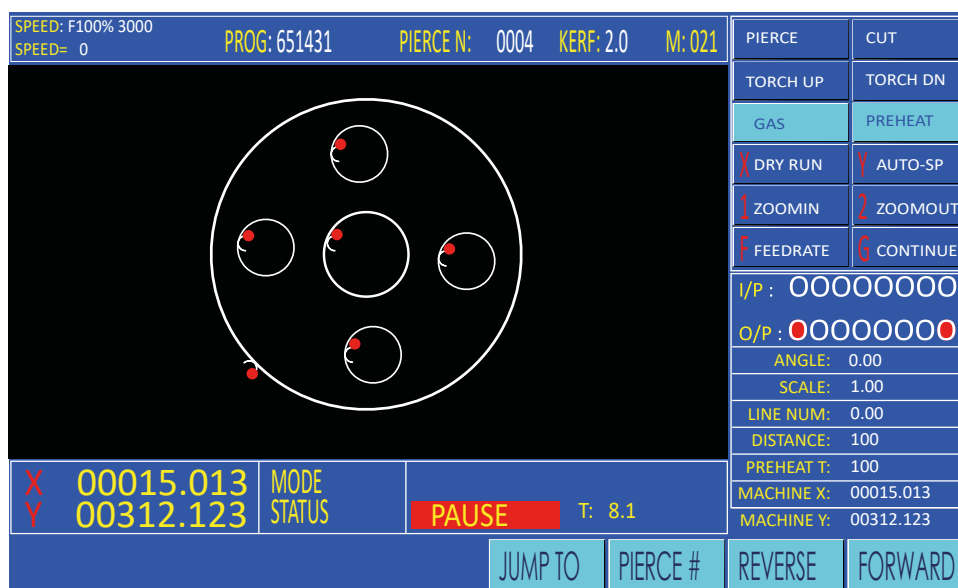 SPEED: F100% 3000
SPEED= 0
PROG: 651431 PIERCE N: 0004 KERF: 2.0 M: 021
PIERCE CUT
TORCH UP TORCH DN
GAS PREHEAT
X DRY RUN Y AUTO-SP
1 ZOOMIN 2 ZOOMOUT
F FEEDRATE G CONTINUE
I/P : OOOOOOOO
O/P : OOOOOOOO
ANGLE: 0.00
SCALE: 1.00
LINE NUM: 0.00
DISTANCE: 100
PREHEAT T: 100
MACHINE X: 00015.013
MACHINE Y: 00312.123
X 00015.013
Y 00312.123
MODE
STATUS
PAUSE T: 8.1
JUMP TO PIERCE # REVERSE FORWARD